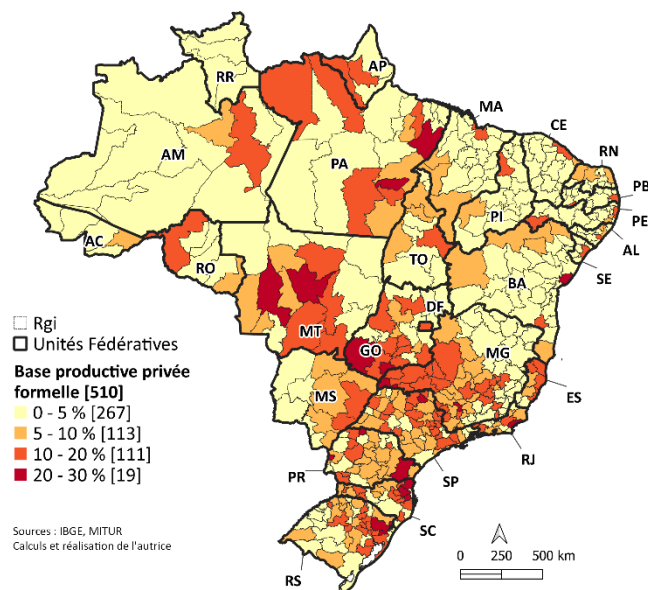 RR
AP
AM
PA
MA
CE
RN
PB
PE
AL
SE
PI
AC
RO
TO
BA
MT
DF
GO
MG
MS
ES
RJ
SP
PR
SC
RS
Rgi
Unités Fédératives
Base productive privée
formelle [510]
0 - 5 % [267]
5 - 10 % [113]
10 - 20 % [111]
20 - 30 % [19]
Sources : IBGE, MITUR
Calculs et réalisation de l'autrice
0 250 500 km